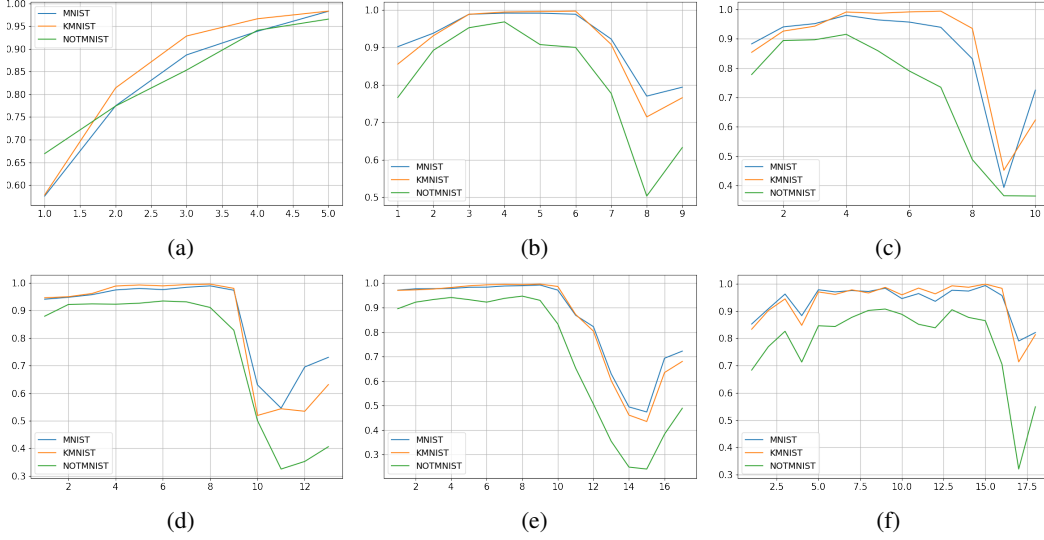 1.00
0.95
0.90
0.85
0.80
0.75
0.70
0.65
0.60
MNIST
KMNIST
NOTMNIST
1.0 1.5 2.0 2.5 3.0 3.5 4.0 4.5 5.0
(a)
1.0
0.9
0.8
0.7
0.6
0.5
MNIST
KMNIST
NOTMNIST
1 2 3 4 5 6 7 8 9
(b)
1.0
0.9
0.8
0.7
0.6
0.5
0.4
MNIST
KMNIST
NOTMNIST
2 4 6 8 10
(c)
1.0
0.9
0.8
0.7
0.6
0.5
0.4
0.3
MNIST
KMNIST
NOTMNIST
2 4 6 8 10 12
(d)
1.0
0.9
0.8
0.7
0.6
0.5
0.4
0.3
MNIST
KMNIST
NOTMNIST
2 4 6 8 10 12 14 16
(e)
1.0
0.9
0.8
0.7
0.6
0.5
0.4
0.3
MNIST
KMNIST
NOTMNIST
2.5 5.0 7.5 10.0 12.5 15.0 17.5
(f)